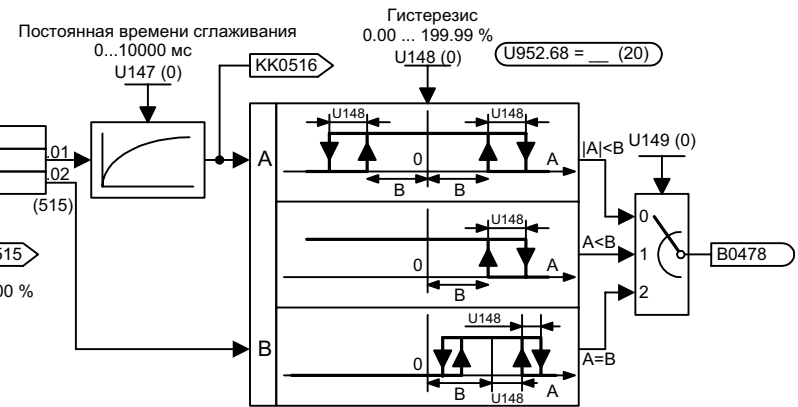 Постоянная времени сглаживания
0...10000 мс
U147 (0)
Гистерезис
0.00 ... 199.99 %
U148 (0)
U952.68 = __ (20)
KK0516
.01
.02
(515)
515
00 %
A
B
U148
U148
0
A
B
B
|A|<B
U148
0
A
B
A<B
U148
0
A
B
U148
A=B
U149 (0)
0
1
2
B0478